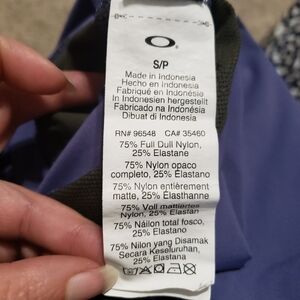 S/P
Made in Indonesia
Hecho en Indonesia
Fabriqué en Indonésie
In Indonesien hergestellt
Fabricado na Indonésia
Dibuat di Indonesia
RN# 96548 CA# 35460
75% Full Dull Nylon,
25% Elastane
75% Nylon opaco
completo, 25% Elastano
75% Nylon entièrement
matte, 25% Élasthanne
75% Voll mattiertes
Nylon, 25% Elastan
75% Náilon total fosco,
25% Elastano
75% Nilon yang Disamak
Secara Keseluruhan,
25% Elastana